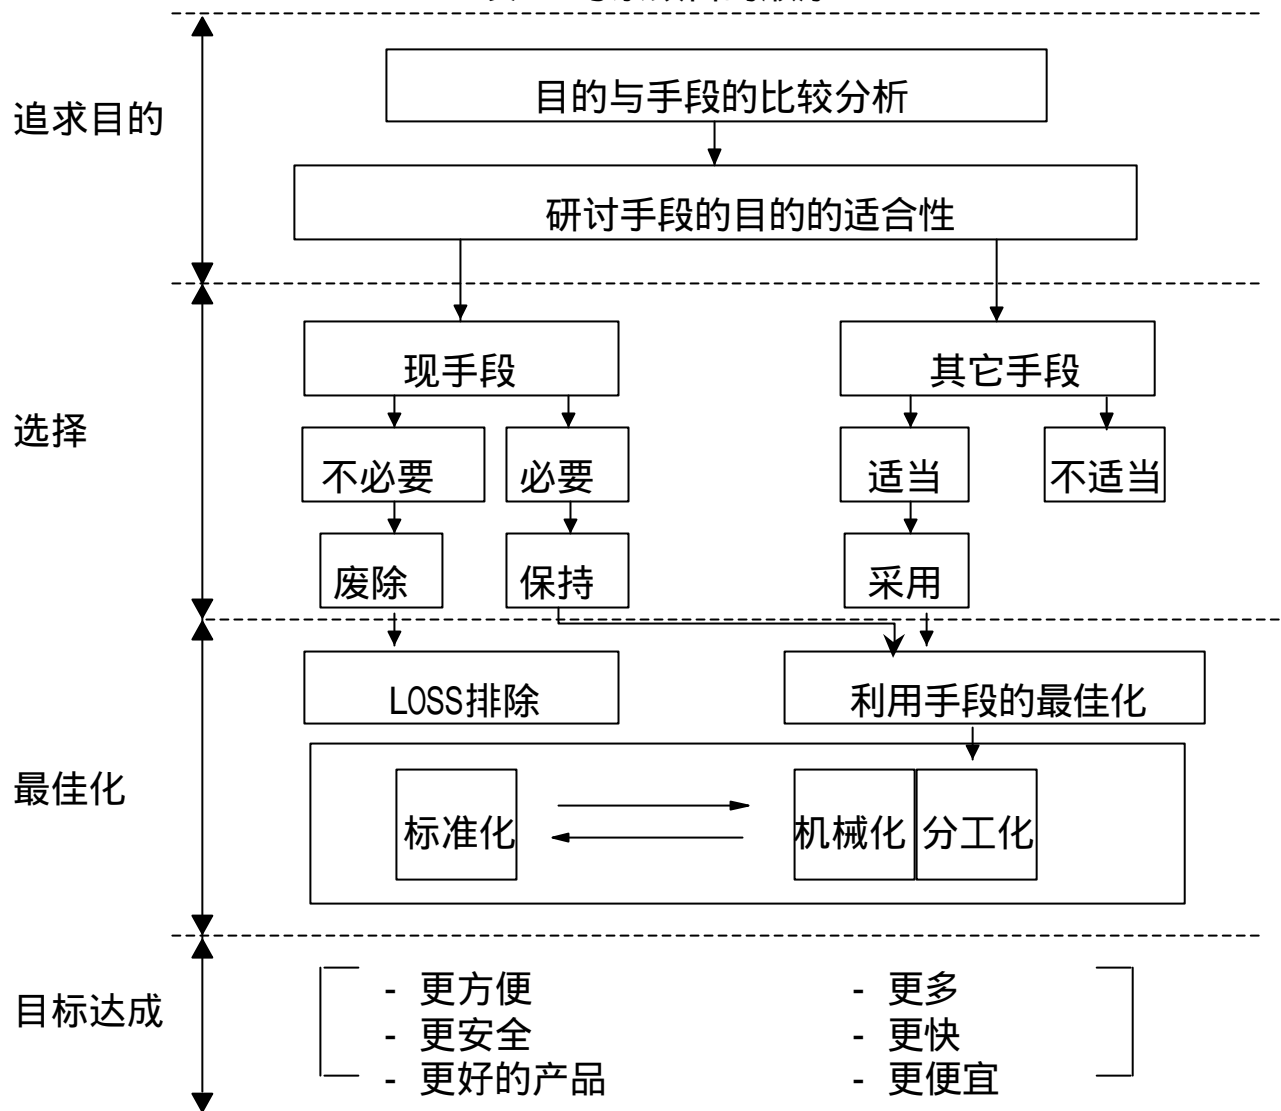 追求目的
目的与手段的比较分析
研讨手段的目的的适合性
选择
现手段
其它手段
不必要
必要
适当
不适当
废除
保持
采用
最佳化
LOSS排除
利用手段的最佳化
标准化
机械化
分工化
目标达成
- 更方便
- 更多
- 更安全
- 更快
- 更好的产品
- 更便宜